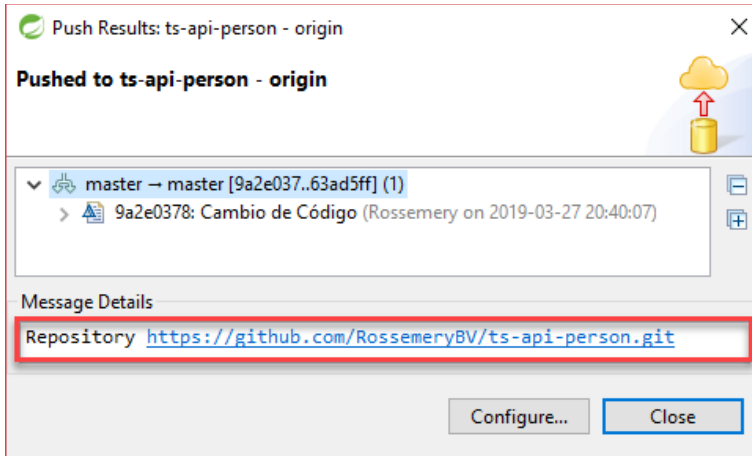 Push Results: ts-api-person - origin
Pushed to ts-api-person - origin
master → master [9a2e037..63ad5ff] (1)
9a2e0378: Cambio de Código (Rossemery on 2019-03-27 20:40:07)
Message Details
Repository https://github.com/RossemeryBV/ts-api-person.git
Configure... Close